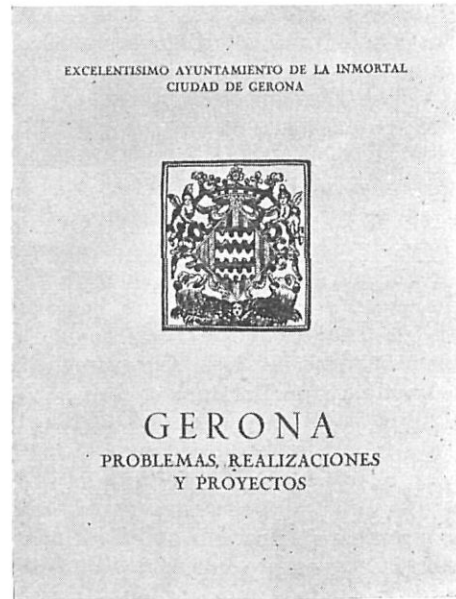 EXCELENTISIMO AYUNTAMIENTO DE LA INMORTAL
CIUDAD DE GERONA
GERONA
PROBLEMAS, REALIZACIONES
Y PROYECTOS